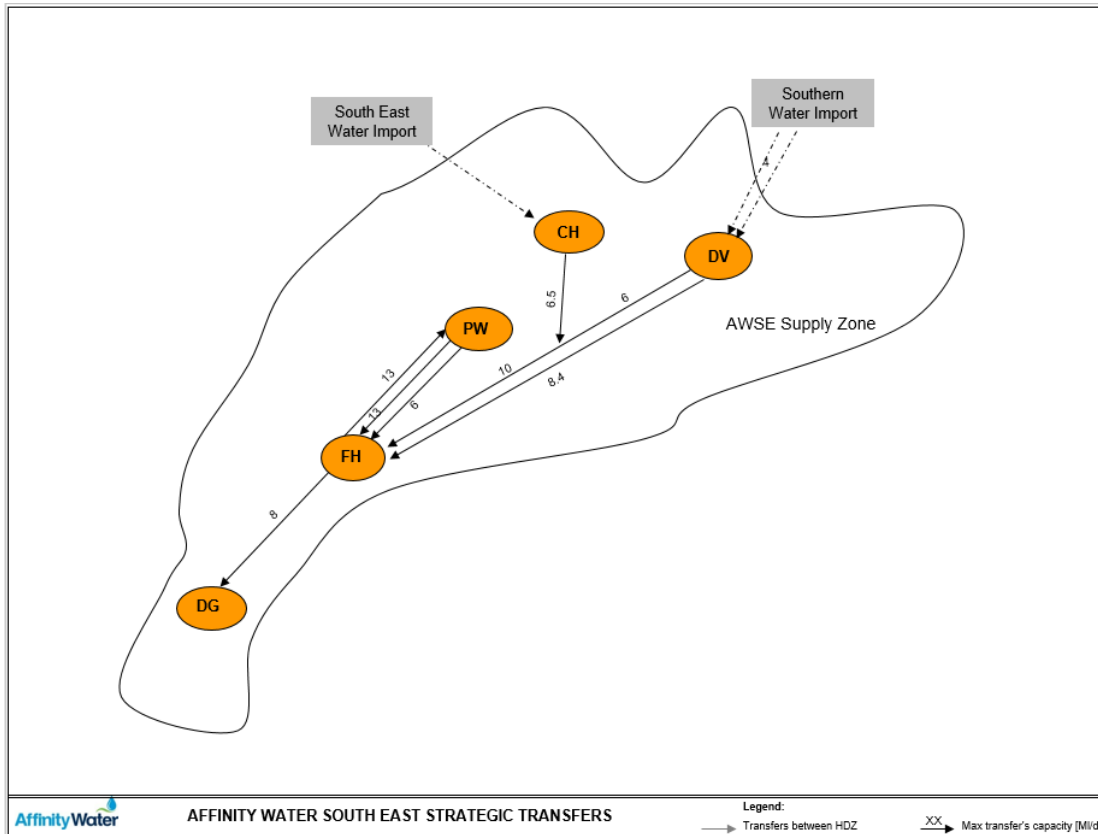 South East
Water Import
Southern
Water Import
4
CH
DV
6.5
6
AWSE Supply Zone
PW
13
10
8.4
13
6
FH
8
DG
AffinityWater
AFFINITY WATER SOUTH EAST STRATEGIC TRANSFERS
Legend:
Transfers between HDZ
XX
Max transfer's capacity [Ml/d